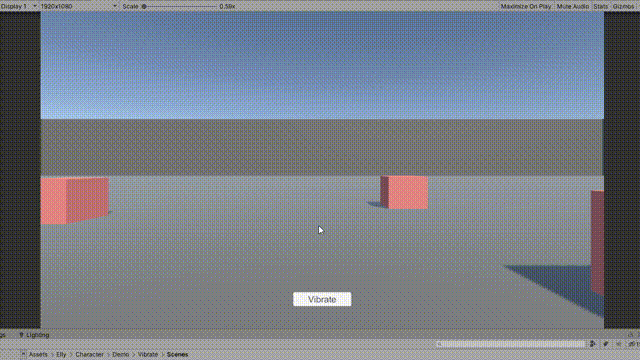 Display 1 1920x1080 Scale 0.59x Maximize On Play Mute Audio Stats Gizmos
Vibrate
Lighting
Assets > Elly > Character > Demo > Vibrate > Scenes